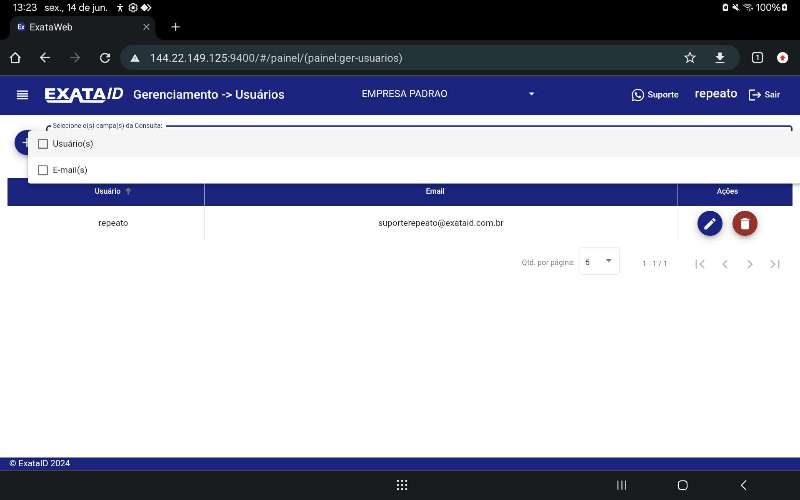 13:23 sex., 14 de jun. 100%
Ex ExataWeb
144.22.149.125:9400/#/painel/(painel:ger-usuarios) 1
EXATAID Gerenciamento -> Usuários EMPRESA PADRAO Suporte repeato Sair
Selecione o(s) campo(s) da Consulta:
Usuário(s)
E-mail(s)
Usuário Email Ações
repeato suporterepeato@exataid.com.br
Qtd. por página: 5 1 - 1 / 1
© ExataID 2024